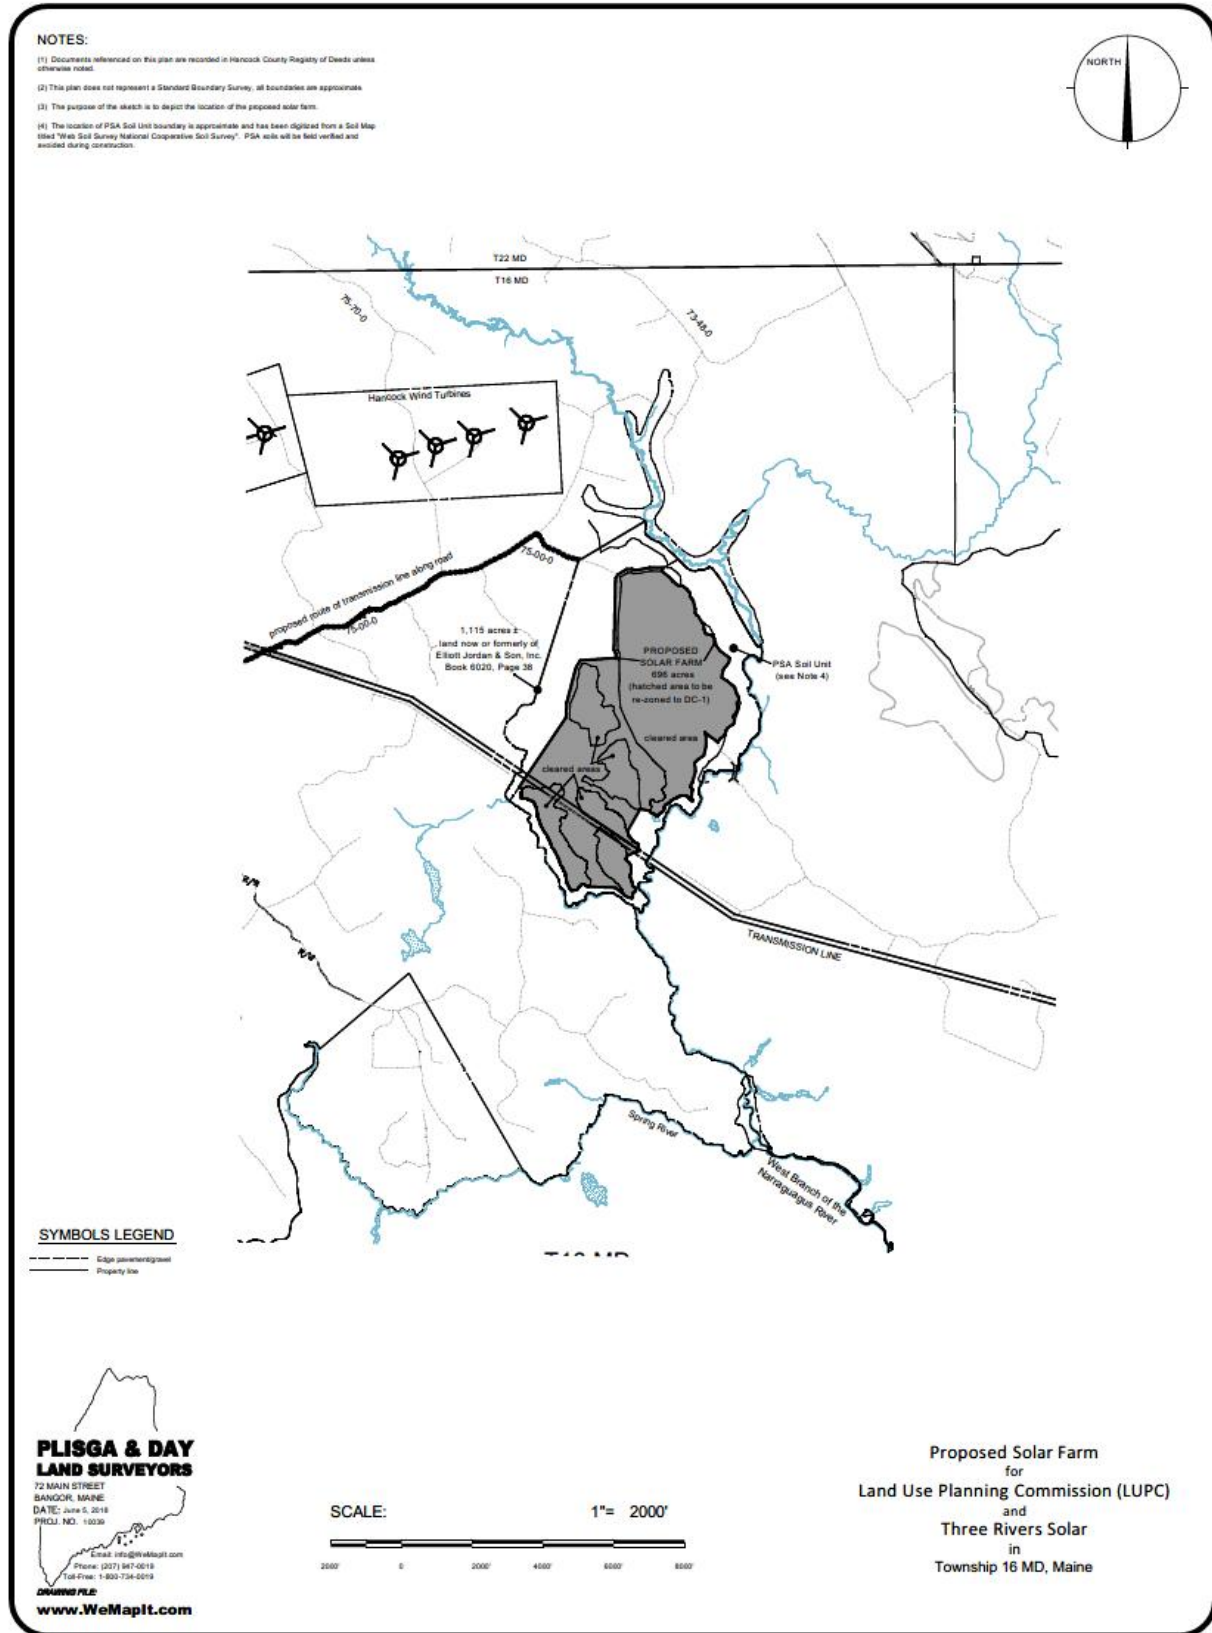 NOTES:
(1) Documents referenced on this plan are recorded in Hancock County Registry of Deeds unless
otherwise noted.
(2) This plan does not represent a Standard Boundary Survey, all boundaries are approximate
(3) The purpose of the sketch is to depict the location of the proposed solar farm.
(4) The location of PSA Soil Unit boundary is approximate and has been digitized from a Soil Map
titled "Web Soil Survey National Cooperative Soil Survey". PSA soils will be field verified and
avoided during construction.
NORTH
T22 MD
T16 MD
75-70-0
73-48-0
Hancock Wind Turbines
proposed route of transmission line along road
75-00-0
75-00-0
1,115 acres ±
land now or formerly of
Elliott Jordan & Son, Inc.
Book 6020, Page 38
PROPOSED
SOLAR FARM
696 acres
(hatched area to be
re-zoned to DC-1)
PSA Soil Unit
(see Note 4)
cleared area
cleared areas
TRANSMISSION LINE
Spring River
West Branch of the
Narraguagus River
SYMBOLS LEGEND
Edge pavement/gravel
Property line
PLISGA & DAY
LAND SURVEYORS
72 MAIN STREET
BANGOR, MAINE
DATE: June 5, 2018
PROJ. NO. 10039
Email: info@WeMapIt.com
Phone: (207) 947-0019
Toll-Free: 1-800-734-0019
DRAWING FILE:
www.WeMapIt.com
SCALE: 1"= 2000'
2000' 0 2000' 4000' 6000' 8000'
Proposed Solar Farm
for
Land Use Planning Commission (LUPC)
and
Three Rivers Solar
in
Township 16 MD, Maine